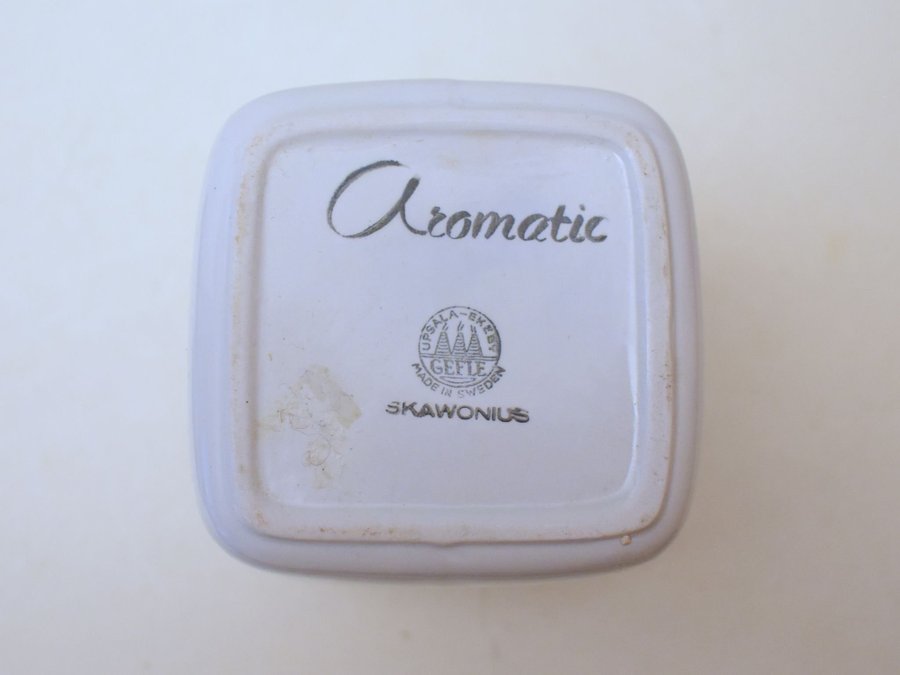 Aromatic
UPSALA-EKEBY
GEFLE
MADE IN SWEDEN
SKAWONIUS